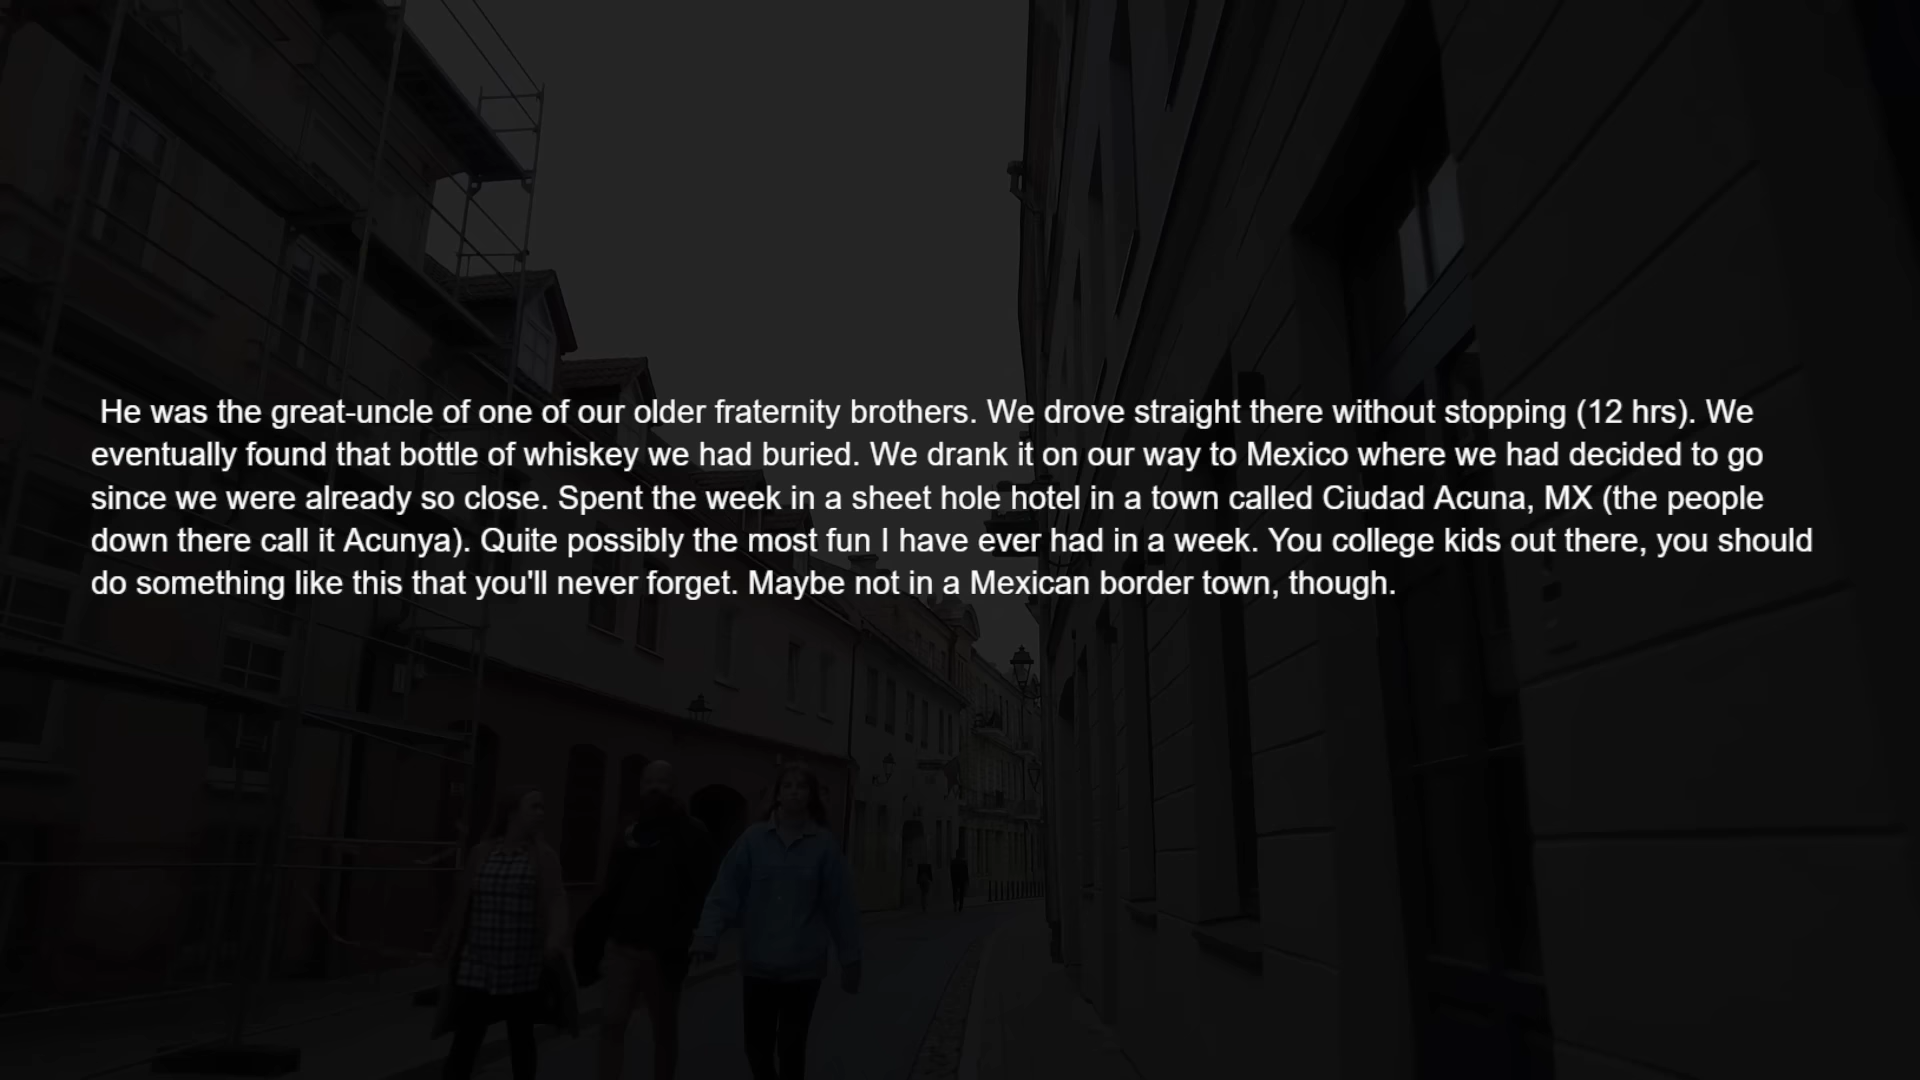 He was the great-uncle of one of our older fraternity brothers. We drove straight there without stopping (12 hrs). We
eventually found that bottle of whiskey we had buried. We drank it on our way to Mexico where we had decided to go
since we were already so close. Spent the week in a sheet hole hotel in a town called Ciudad Acuna, MX (the people
down there call it Acunya). Quite possibly the most fun I have ever had in a week. You college kids out there, you should
do something like this that you'll never forget. Maybe not in a Mexican border town, though.